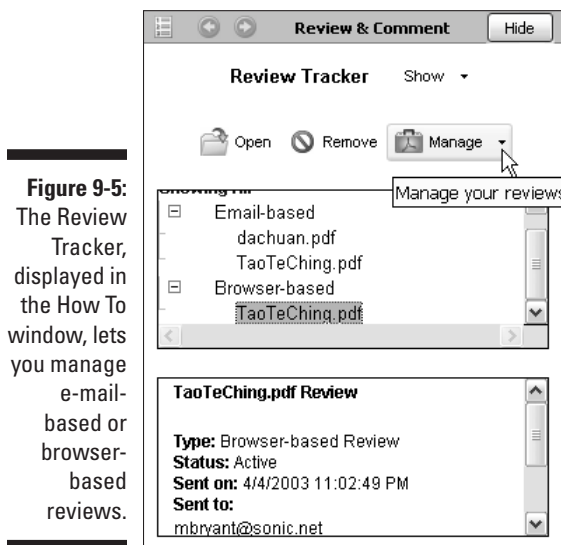 Review & Comment
Hide
Review Tracker
Show
Open
Remove
Manage
Manage your reviews
Showing All
Email-based
dachuan.pdf
TaoTeChing.pdf
Browser-based
TaoTeChing.pdf
TaoTeChing.pdf Review
Type: Browser-based Review
Status: Active
Sent on: 4/4/2003 11:02:49 PM
Sent to:
mbryant@sonic.net
Figure 9-5:
The Review
Tracker,
displayed in
the How To
window, lets
you manage
e-mail-
based or
browser-
based
reviews.